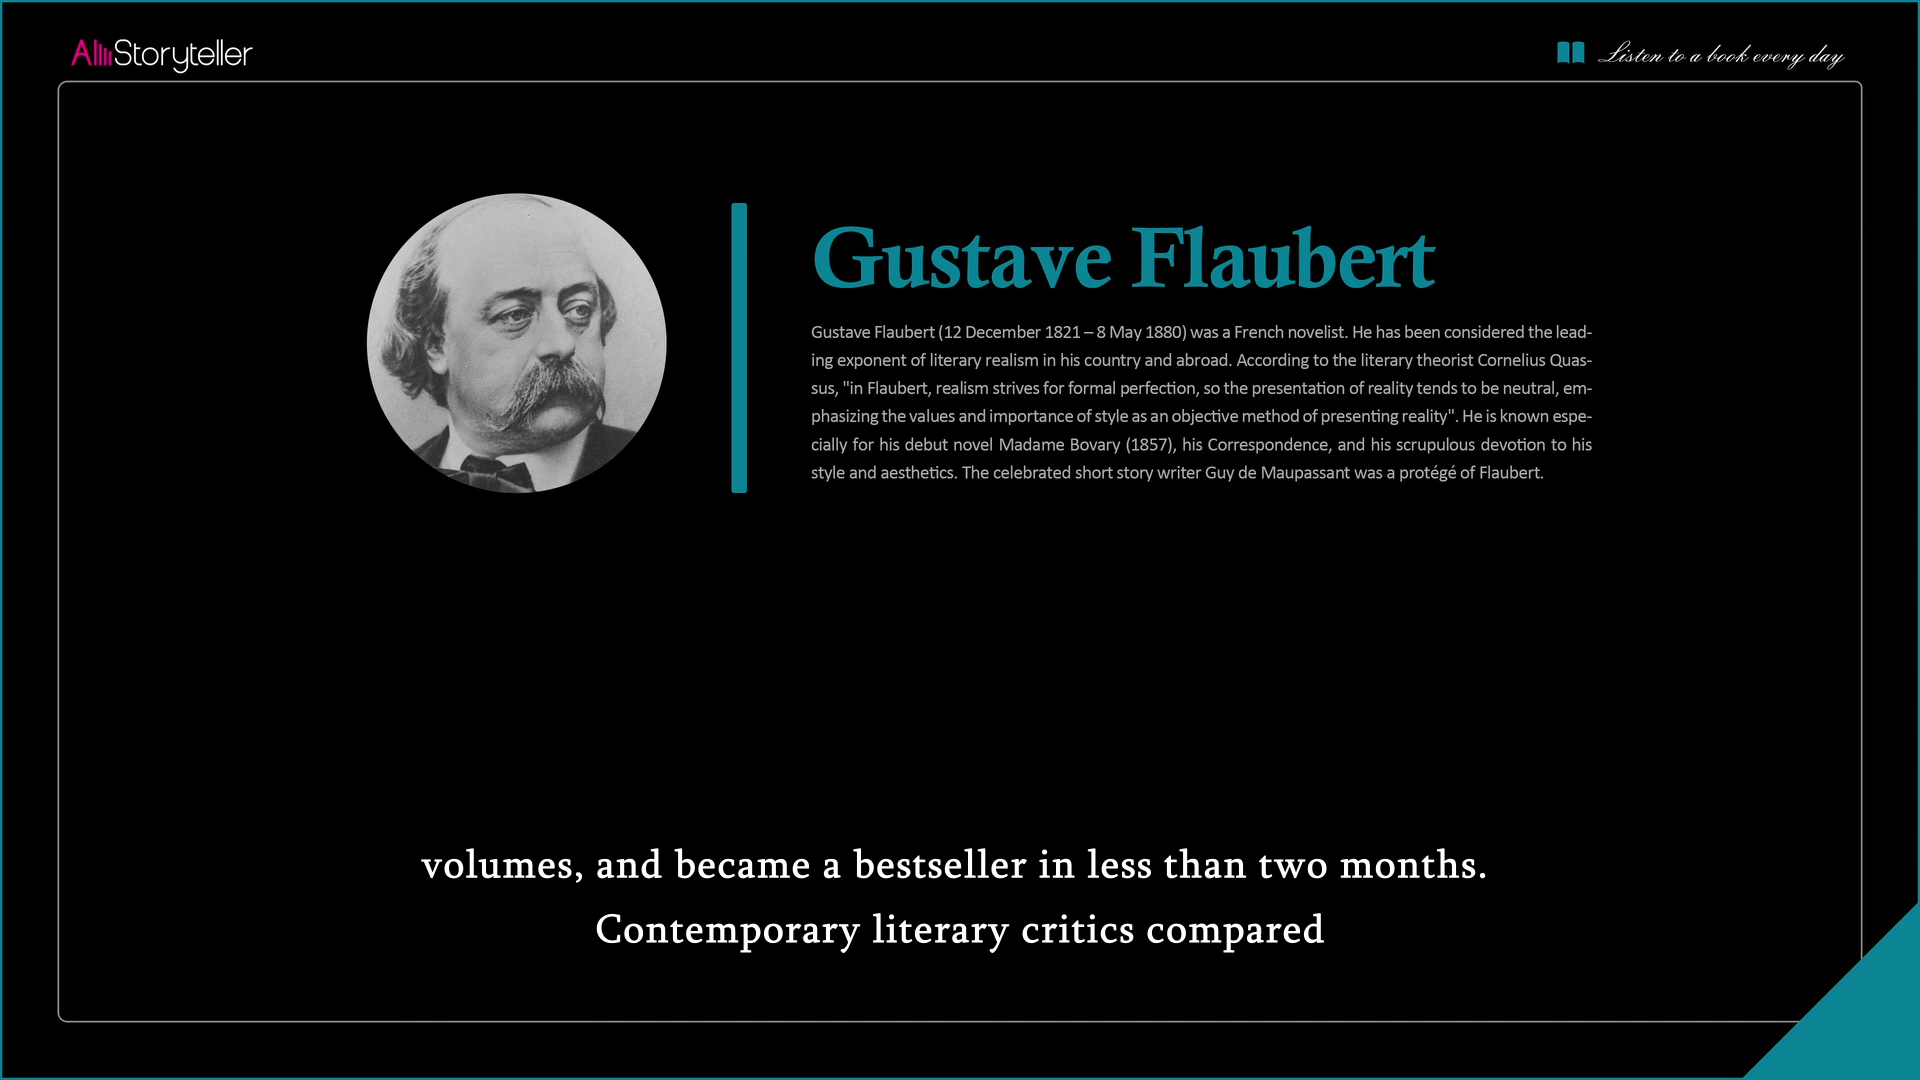 AIStoryteller
Listen to a book every day
Gustave Flaubert
Gustave Flaubert (12 December 1821 – 8 May 1880) was a French novelist. He has been considered the lead-
ing exponent of literary realism in his country and abroad. According to the literary theorist Cornelius Quas-
sus, "in Flaubert, realism strives for formal perfection, so the presentation of reality tends to be neutral, em-
phasizing the values and importance of style as an objective method of presenting reality". He is known espe-
cially for his debut novel Madame Bovary (1857), his Correspondence, and his scrupulous devotion to his
style and aesthetics. The celebrated short story writer Guy de Maupassant was a protégé of Flaubert.
volumes, and became a bestseller in less than two months.
Contemporary literary critics compared